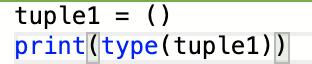 tuple1 = ()
print(type(tuple1))